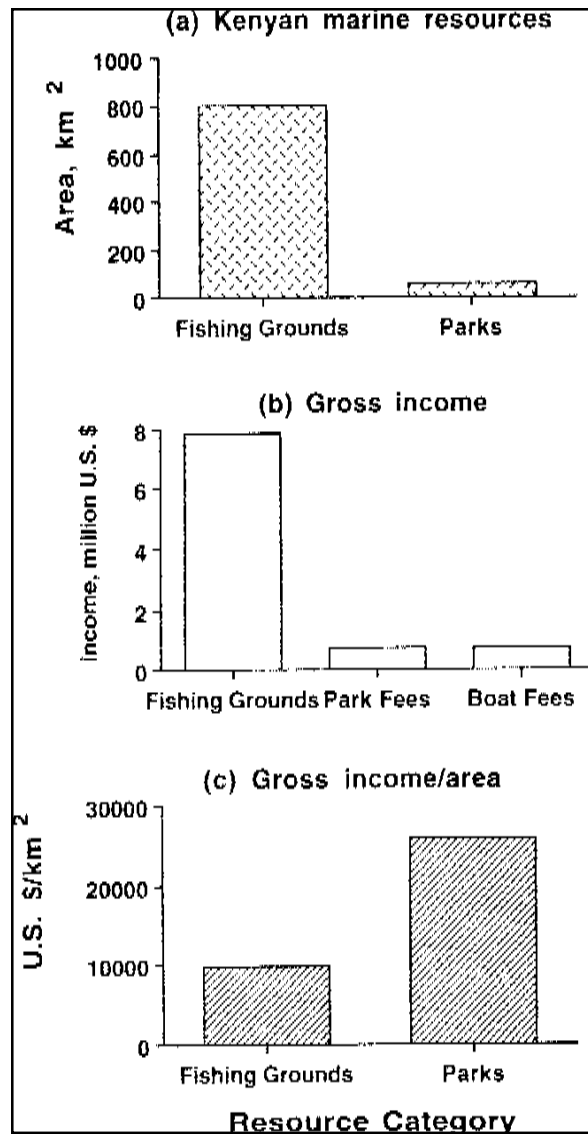 (a) Kenyan marine resources
Area, km 2
1000
800
600
400
200
0
Fishing Grounds Parks
(b) Gross income
income, million U.S. $
8
6
4
2
0
Fishing Grounds Park Fees Boat Fees
(c) Gross income/area
U.S. $/km 2
30000
20000
10000
0
Fishing Grounds Parks
Resource Category